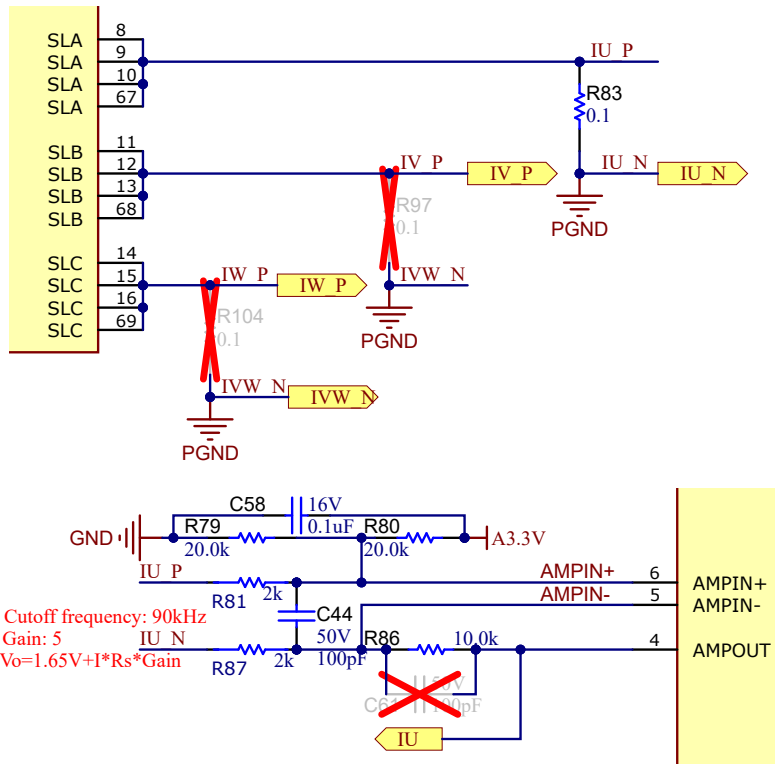 SLA 8
SLA 9
SLA 10
SLA 67
IU_P
R83
0.1
SLB 11
SLB 12
SLB 13
SLB 68
IV_P IV_P
IU_N IU_N
R97
0.1
PGND
SLC 14
SLC 15
SLC 16
SLC 69
IW_P IW_P
IVW_N
R104
0.1
PGND
IVW_N IVW_N
PGND
C58 16V
0.1uF
GND R79 R80 A3.3V
20.0k 20.0k
IU_P AMPIN+ 6 AMPIN+
R81 2k AMPIN- 5 AMPIN-
Cutoff frequency: 90kHz
C44
Gain: 5
IU_N 50V R86 10.0k 4 AMPOUT
Vo=1.65V+I*Rs*Gain
R87 2k 100pF
50V
C61 100pF
IU